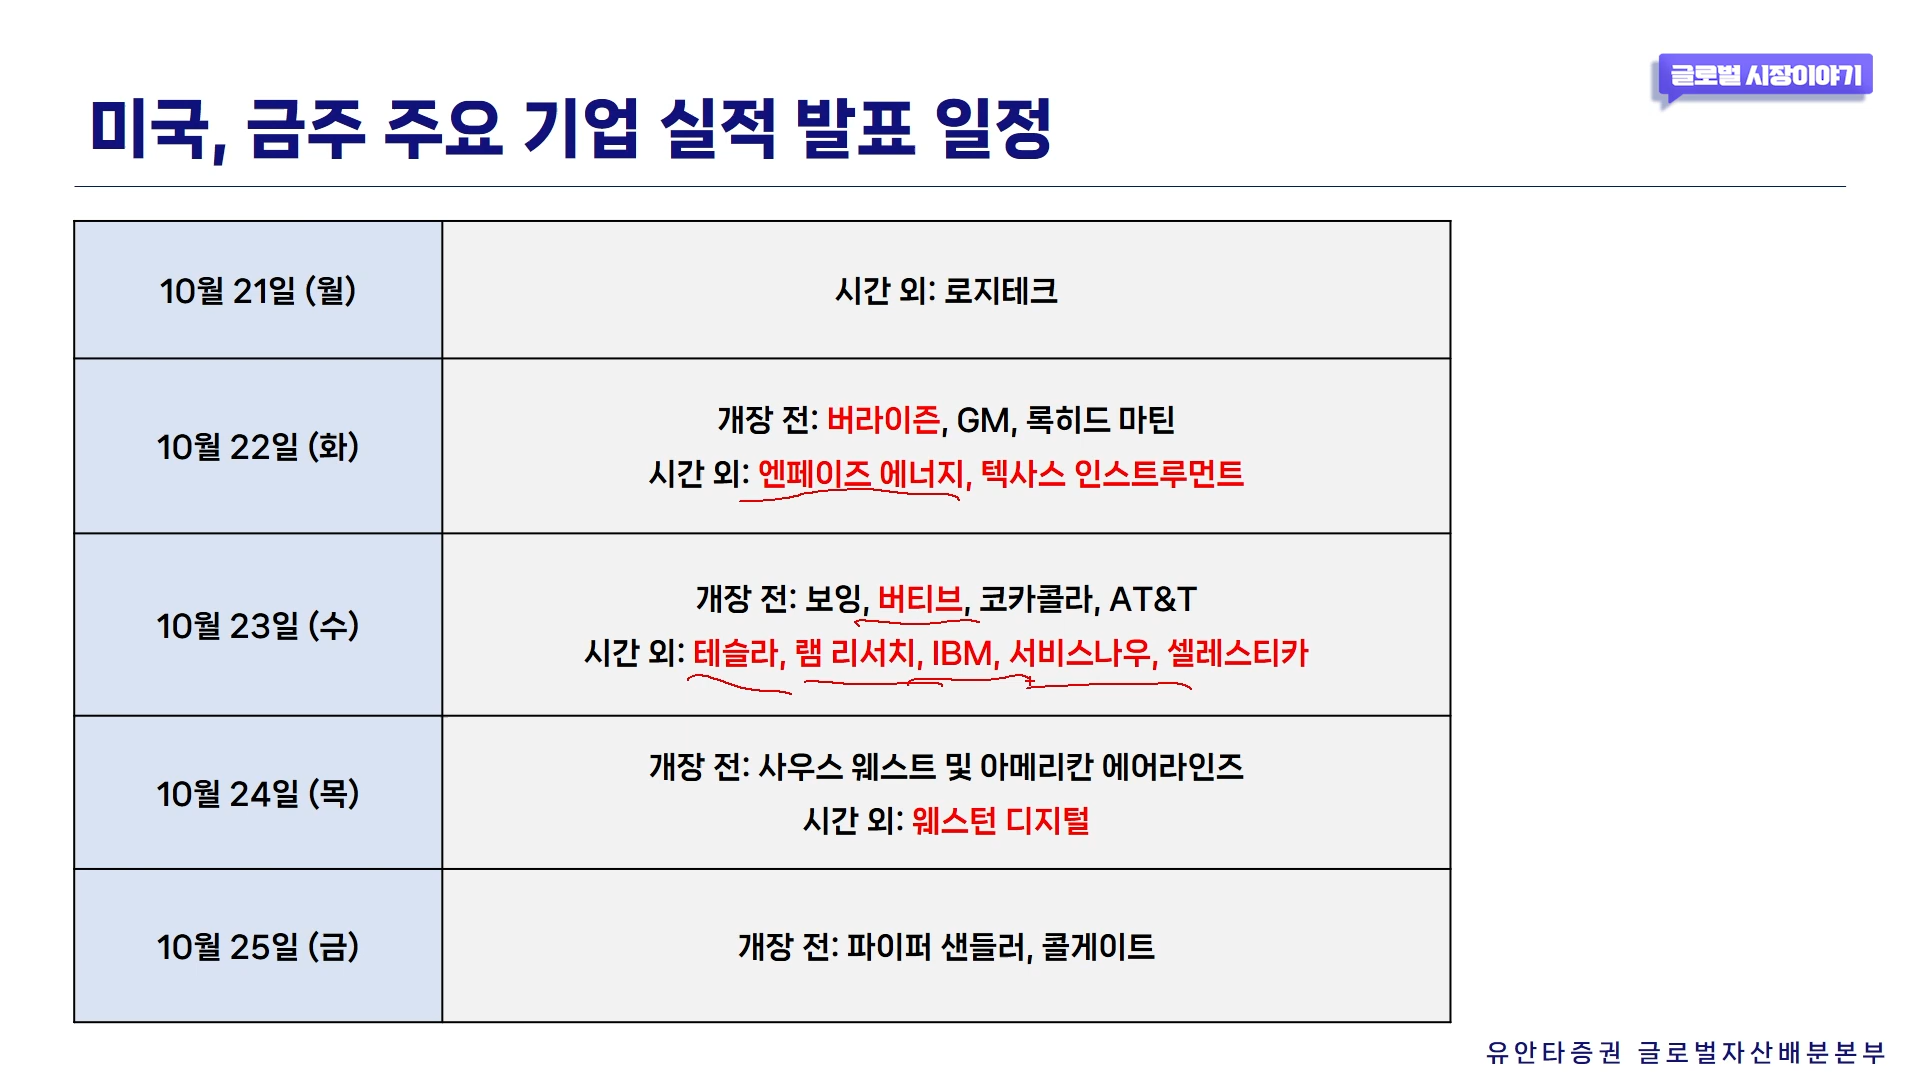 글로벌 시장이야기
미국, 금주 주요 기업 실적 발표 일정
10월 21일 (월)
시간 외: 로지테크
10월 22일 (화)
개장 전: 버라이즌, GM, 록히드 마틴
시간 외: 엔페이즈 에너지, 텍사스 인스트루먼트
10월 23일 (수)
개장 전: 보잉, 버티브, 코카콜라, AT&T
시간 외: 테슬라, 램 리서치, IBM, 서비스나우, 셀레스티카
10월 24일 (목)
개장 전: 사우스 웨스트 및 아메리칸 에어라인즈
시간 외: 웨스턴 디지털
10월 25일 (금)
개장 전: 파이퍼 샌들러, 콜게이트
유안타증권 글로벌자산배분본부